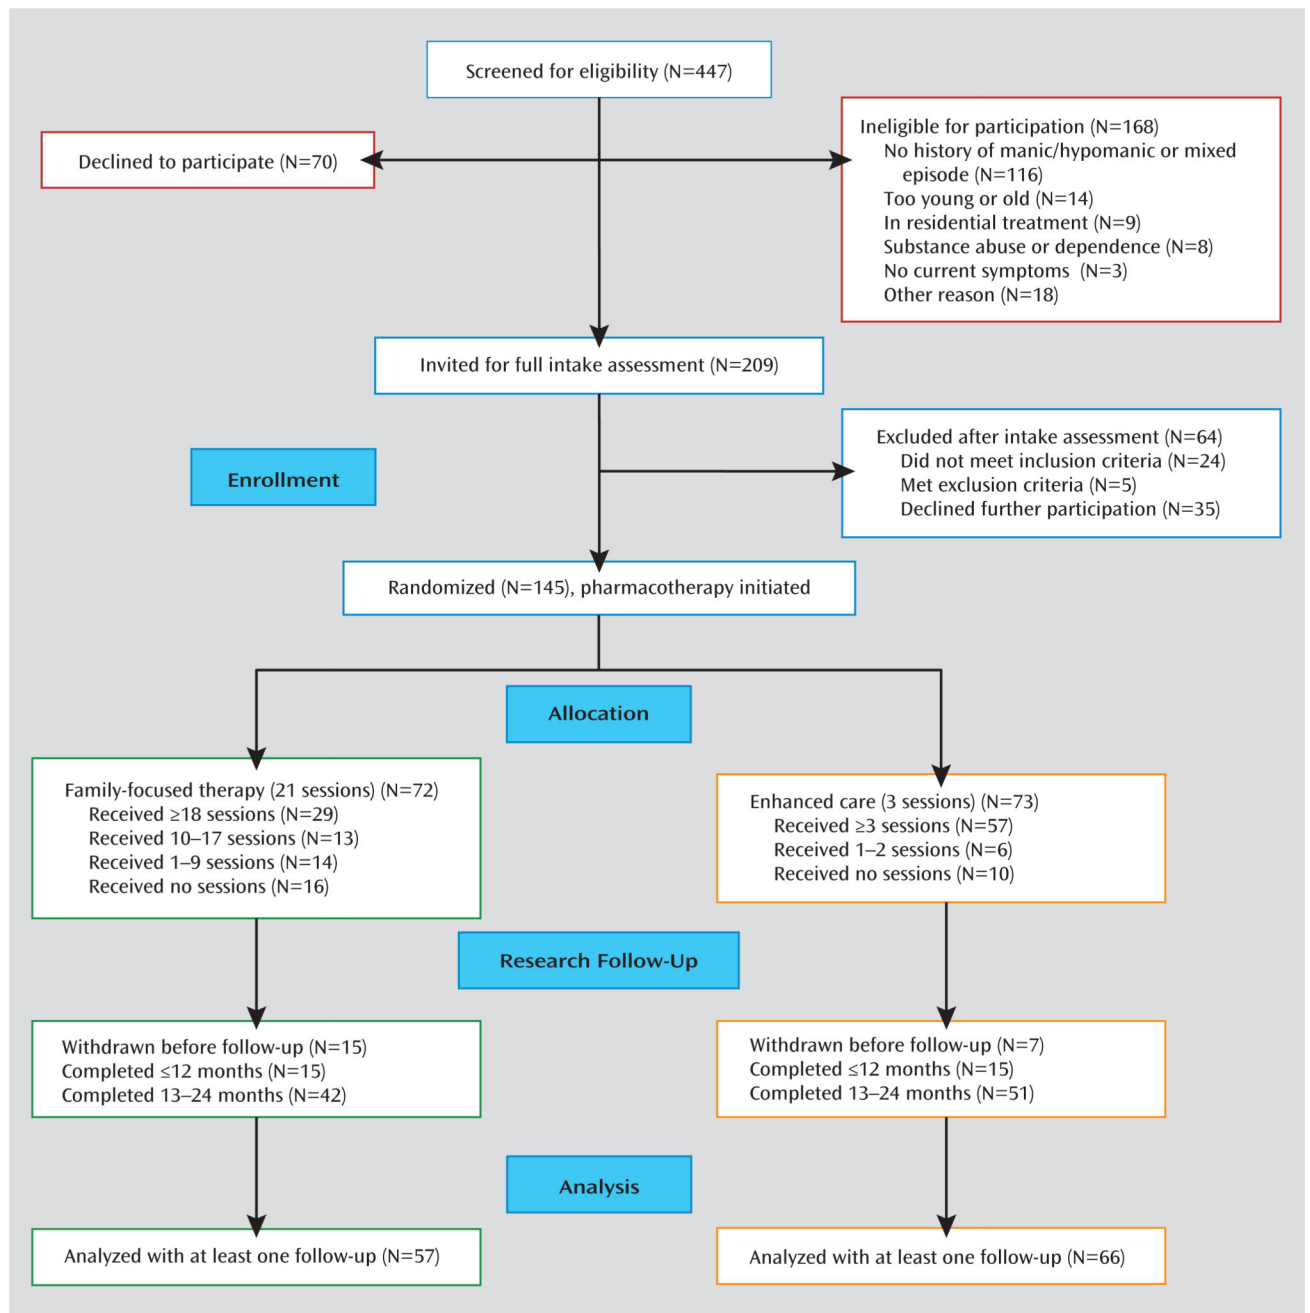 Screened for eligibility (N=447)
Declined to participate (N=70)
Ineligible for participation (N=168)
No history of manic/hypomanic or mixed
episode (N=116)
Too young or old (N=14)
In residential treatment (N=9)
Substance abuse or dependence (N=8)
No current symptoms (N=3)
Other reason (N=18)
Invited for full intake assessment (N=209)
Excluded after intake assessment (N=64)
Did not meet inclusion criteria (N=24)
Met exclusion criteria (N=5)
Declined further participation (N=35)
Enrollment
Randomized (N=145), pharmacotherapy initiated
Allocation
Family-focused therapy (21 sessions) (N=72)
Received ≥18 sessions (N=29)
Received 10–17 sessions (N=13)
Received 1–9 sessions (N=14)
Received no sessions (N=16)
Enhanced care (3 sessions) (N=73)
Received ≥3 sessions (N=57)
Received 1–2 sessions (N=6)
Received no sessions (N=10)
Research Follow-Up
Withdrawn before follow-up (N=15)
Completed ≤12 months (N=15)
Completed 13–24 months (N=42)
Withdrawn before follow-up (N=7)
Completed ≤12 months (N=15)
Completed 13–24 months (N=51)
Analysis
Analyzed with at least one follow-up (N=57)
Analyzed with at least one follow-up (N=66)